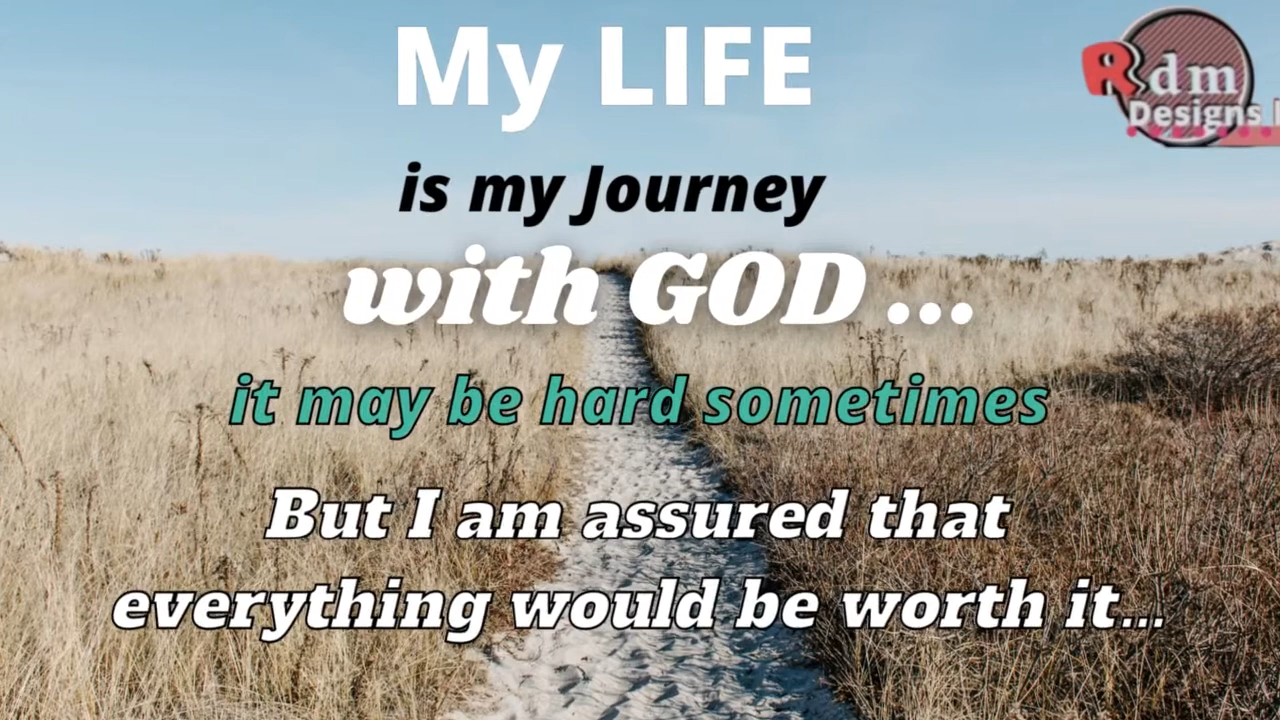 My LIFE
is my Journey
with GOD ...
it may be hard sometimes
But I am assured that
everything would be worth it...
Rdm
Designs